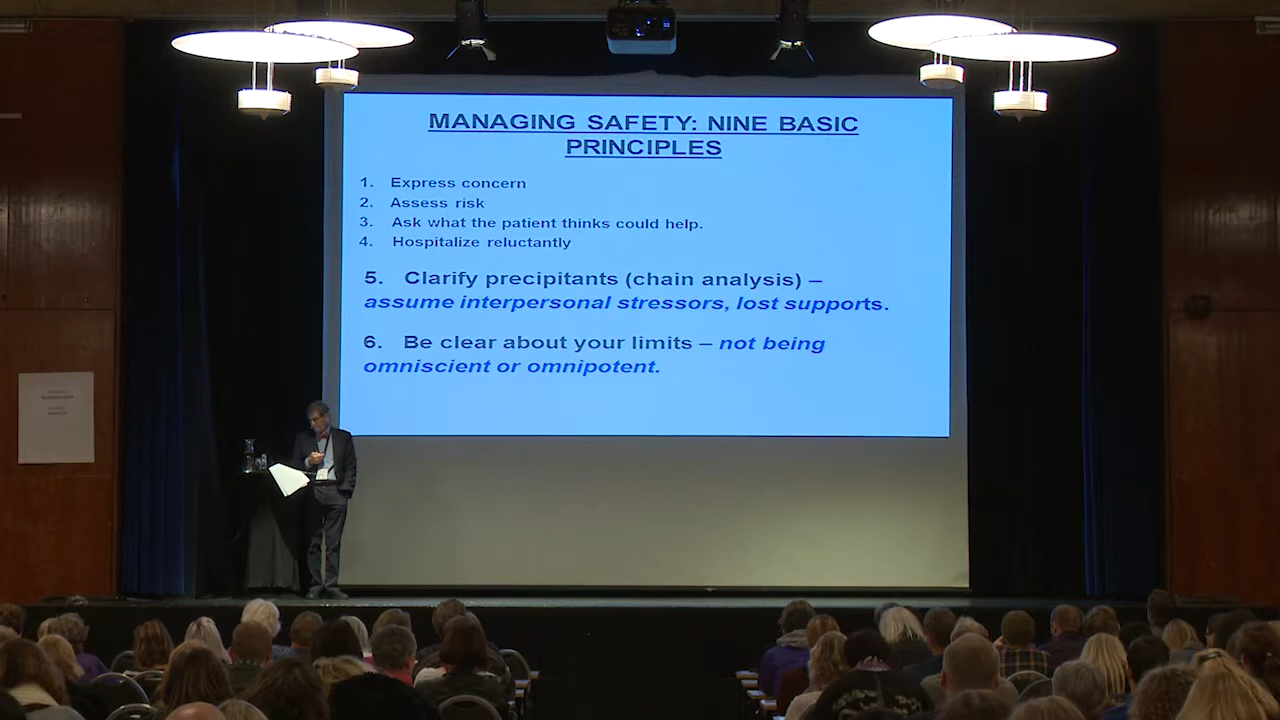 MANAGING SAFETY: NINE BASIC
PRINCIPLES
1. Express concern
2. Assess risk
3. Ask what the patient thinks could help.
4. Hospitalize reluctantly
5. Clarify precipitants (chain analysis) –
assume interpersonal stressors, lost supports.
6. Be clear about your limits – not being
omniscient or omnipotent.